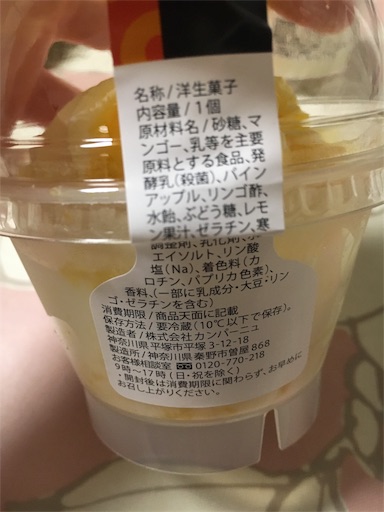 名称/洋生菓子
内容量/1個
原材料名/砂糖、マ
ンゴー、乳等を主要
原料とする食品、発
酵乳(殺菌)、パイン
アップル、リンゴ酢、
水飴、ぶどう糖、レモ
ン果汁、ゼラチン、寒
調整剤、乳化剤、
エイソルト、リン酸
塩(Na)、着色料(カ
ロチン、パプリカ色素)、
香料、(一部に乳成分・大豆・リン
ゴ・ゼラチンを含む)
消費期限/商品天面に記載
保存方法/要冷蔵(10℃以下で保存)。
製造者/株式会社カンパーニュ
神奈川県平塚市平塚3-12-18
製造所/神奈川県秦野市曽屋868
お客様相談室 0120-770-218
9時〜17時(日・祝を除く)
・開封後は消費期限に関わらず、お早めに
お召し上がりください。